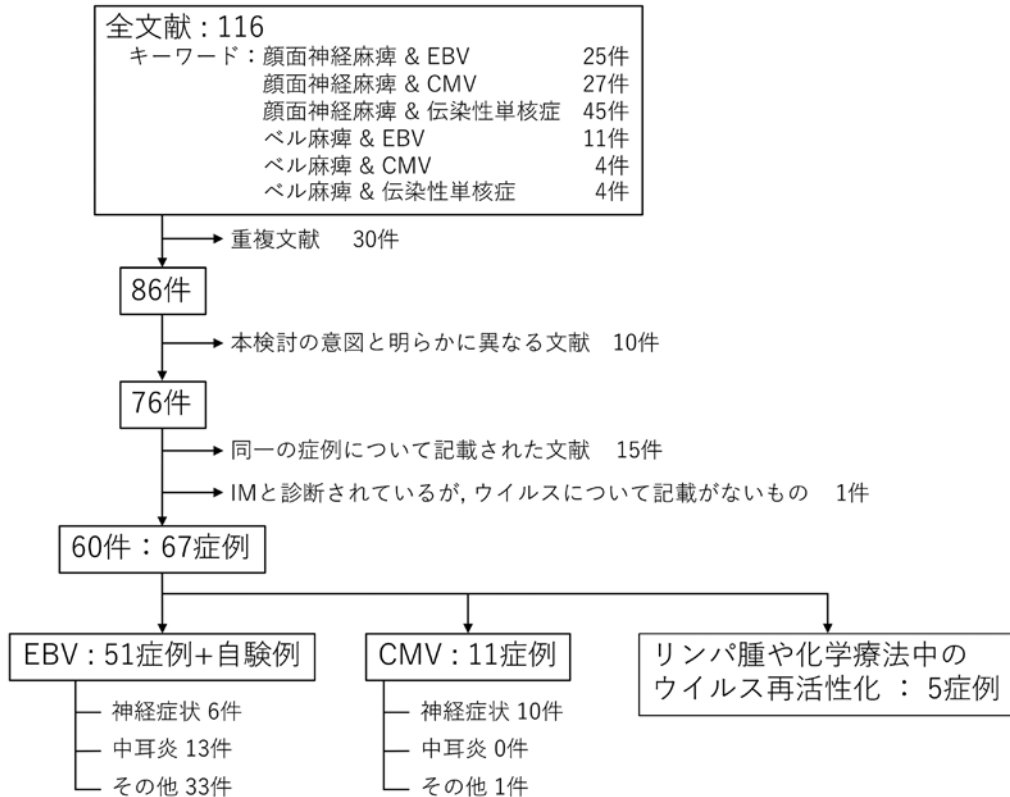 全文献：116
キーワード：顔面神経麻痺 & EBV 25件
顔面神経麻痺 & CMV 27件
顔面神経麻痺 & 伝染性単核症 45件
ベル麻痺 & EBV 11件
ベル麻痺 & CMV 4件
ベル麻痺 & 伝染性単核症 4件
重複文献 30件
86件
本検討の意図と明らかに異なる文献 10件
76件
同一の症例について記載された文献 15件
IMと診断されているが, ウイルスについて記載がないもの 1件
60件：67症例
EBV：51症例+自験例
神経症状 6件
中耳炎 13件
その他 33件
CMV：11症例
神経症状 10件
中耳炎 0件
その他 1件
リンパ腫や化学療法中の
ウイルス再活性化 ： 5症例